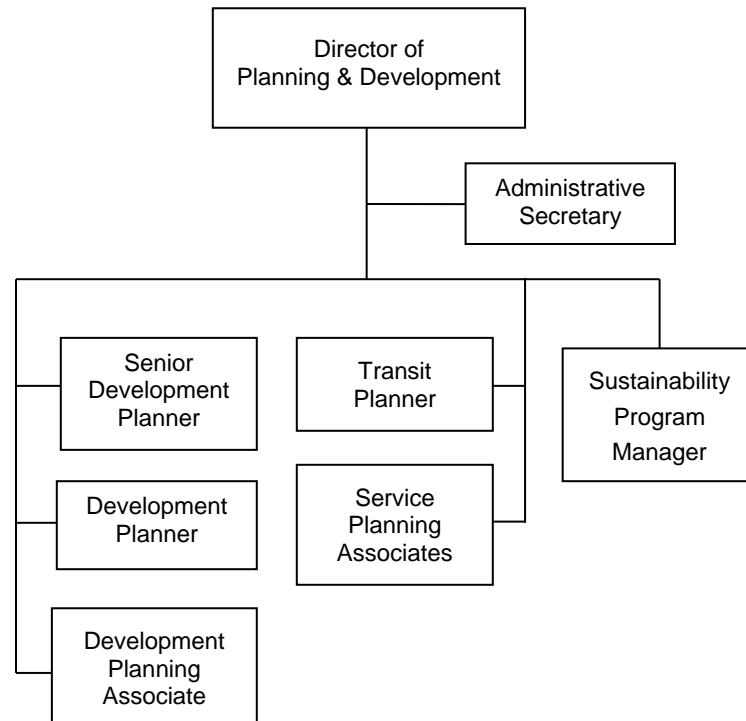 Director of
Planning & Development
Administrative
Secretary
Senior
Development
Planner
Transit
Planner
Sustainability
Program
Manager
Development
Planner
Service
Planning
Associates
Development
Planning
Associate